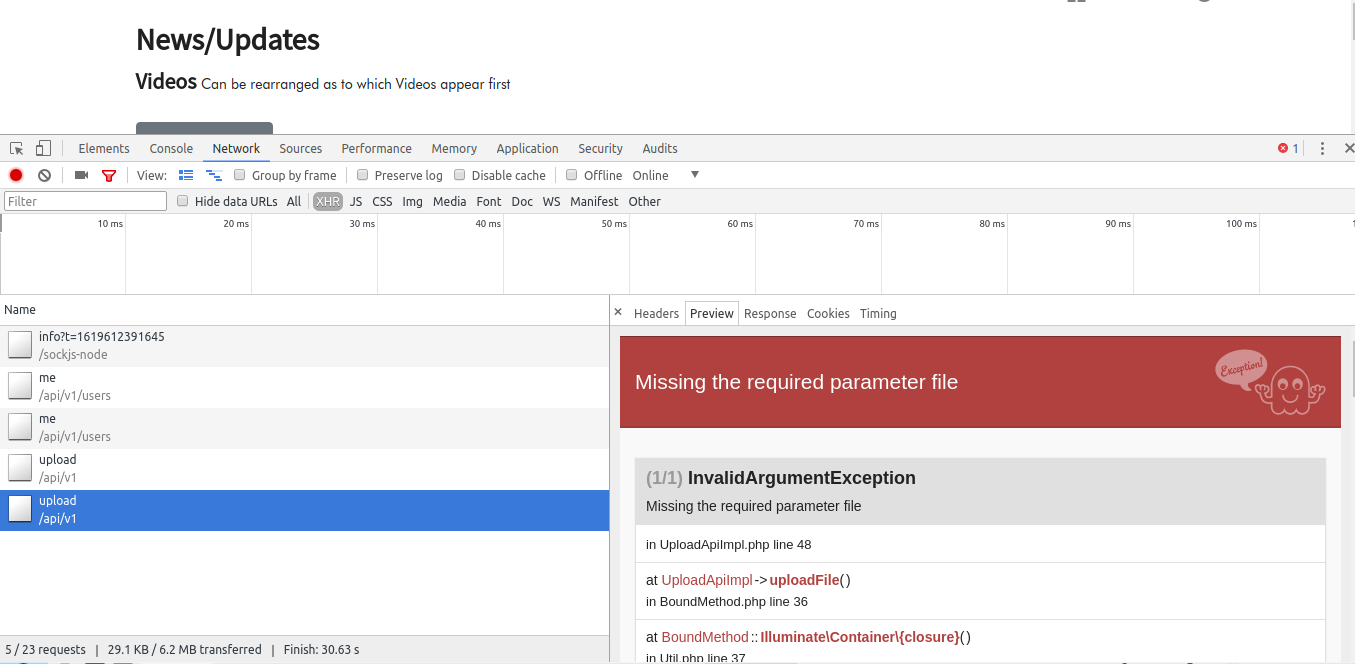 News/Updates
Videos Can be rearranged as to which Videos appear first
Elements Console Network Sources Performance Memory Application Security Audits 1
View: Group by frame Preserve log Disable cache Offline Online
Filter Hide data URLs All XHR JS CSS Img Media Font Doc WS Manifest Other
10 ms 20 ms 30 ms 40 ms 50 ms 60 ms 70 ms 80 ms 90 ms 100 ms
Name
info?t=1619612391645
/sockjs-node
me
/api/v1/users
me
/api/v1/users
upload
/api/v1
upload
/api/v1
5 / 23 requests | 29.1 KB / 6.2 MB transferred | Finish: 30.63 s
× Headers Preview Response Cookies Timing
Missing the required parameter file
Exception!
(1/1) InvalidArgumentException
Missing the required parameter file
in UploadApiImpl.php line 48
at UploadApiImpl->uploadFile()
in BoundMethod.php line 36
at BoundMethod::Illuminate\Container\{closure}()
in Util.php line 37